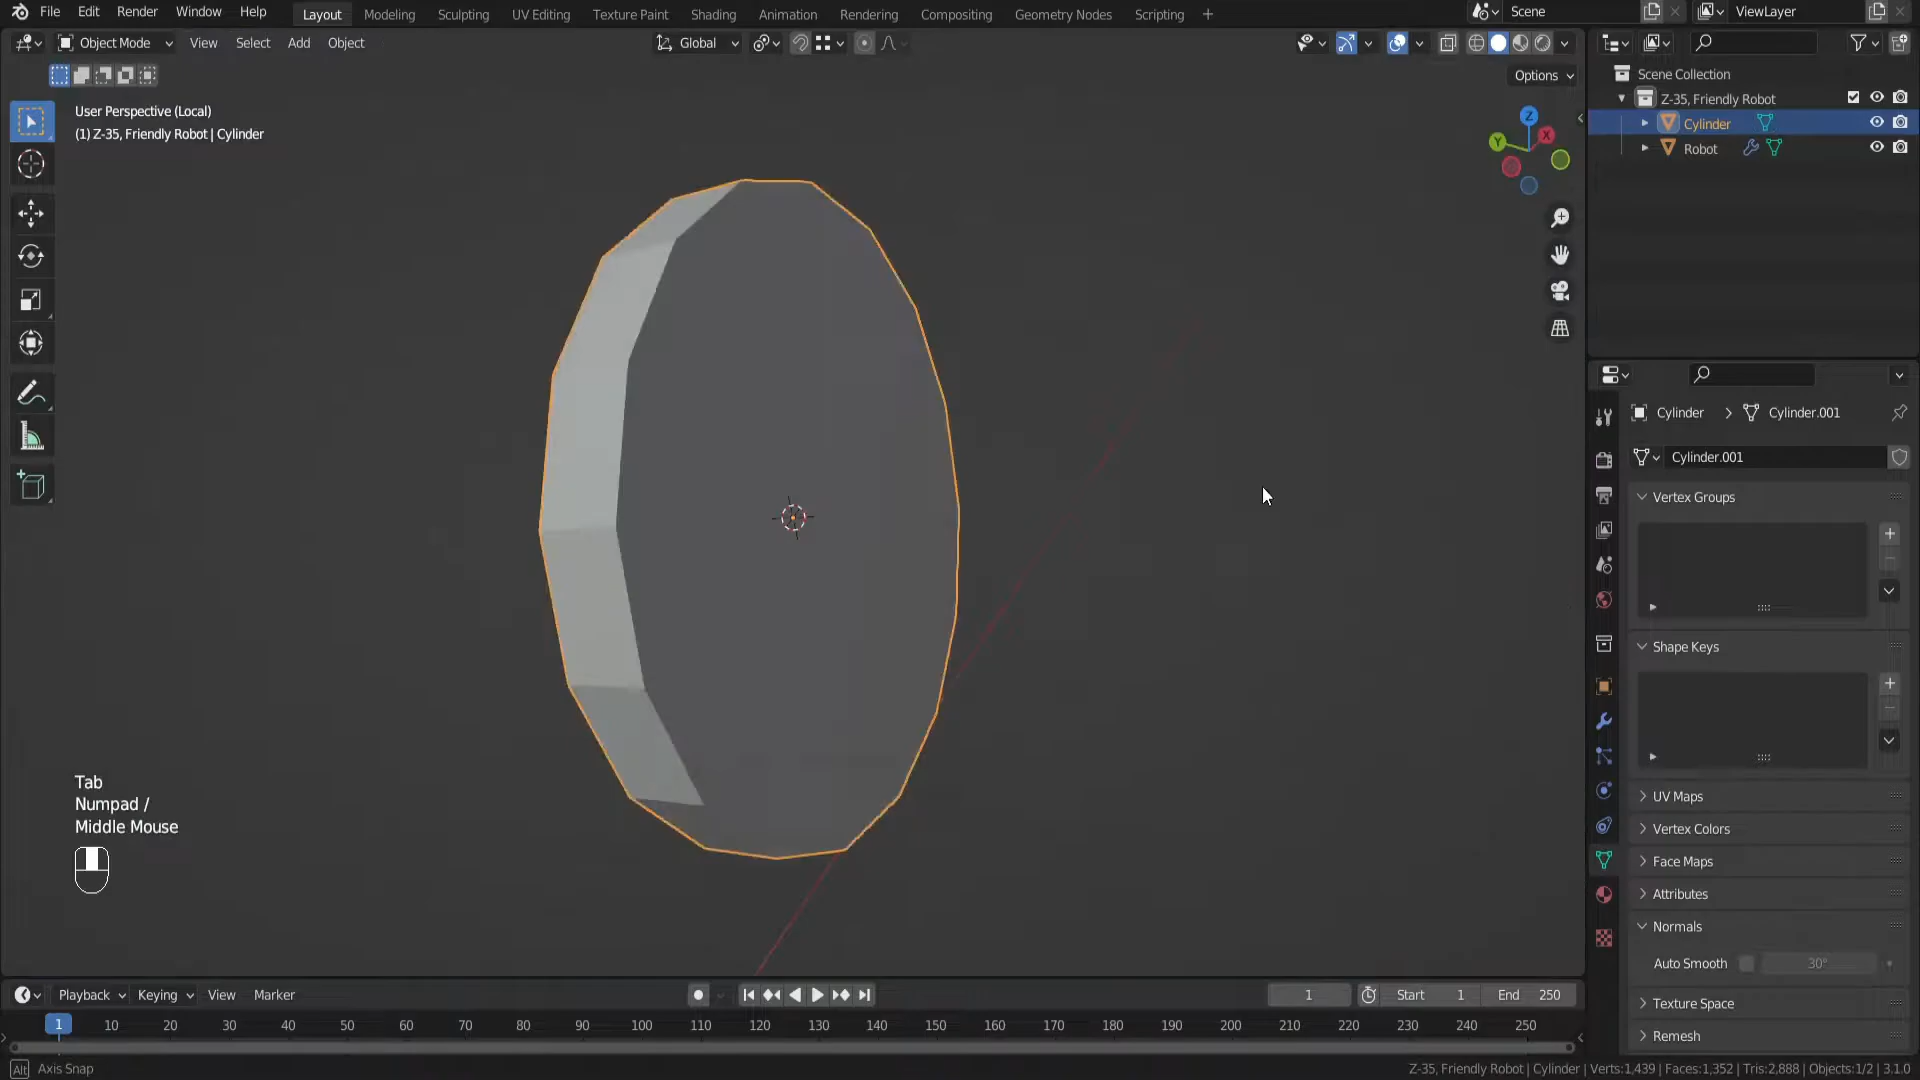 File Edit Render Window Help Layout Modeling Sculpting UV Editing Texture Paint Shading Animation Rendering Compositing Geometry Nodes Scripting + Scene ViewLayer
Object Mode View Select Add Object Global
Options
Scene Collection
Z-35, Friendly Robot
Cylinder
Robot
User Perspective (Local)
(1) Z-35, Friendly Robot | Cylinder
Z
X
Y
Cylinder > Cylinder.001
Cylinder.001
Vertex Groups
Shape Keys
UV Maps
Vertex Colors
Face Maps
Attributes
Normals
Auto Smooth 30°
Texture Space
Remesh
Tab
Numpad /
Middle Mouse
Playback Keying View Marker 1 Start 1 End 250
1 10 20 30 40 50 60 70 80 90 100 110 120 130 140 150 160 170 180 190 200 210 220 230 240 250
Alt Axis Snap Z-35, Friendly Robot | Cylinder | Verts:1,439 | Faces:1,352 | Tris:2,888 | Objects:1/2 | 3.1.0